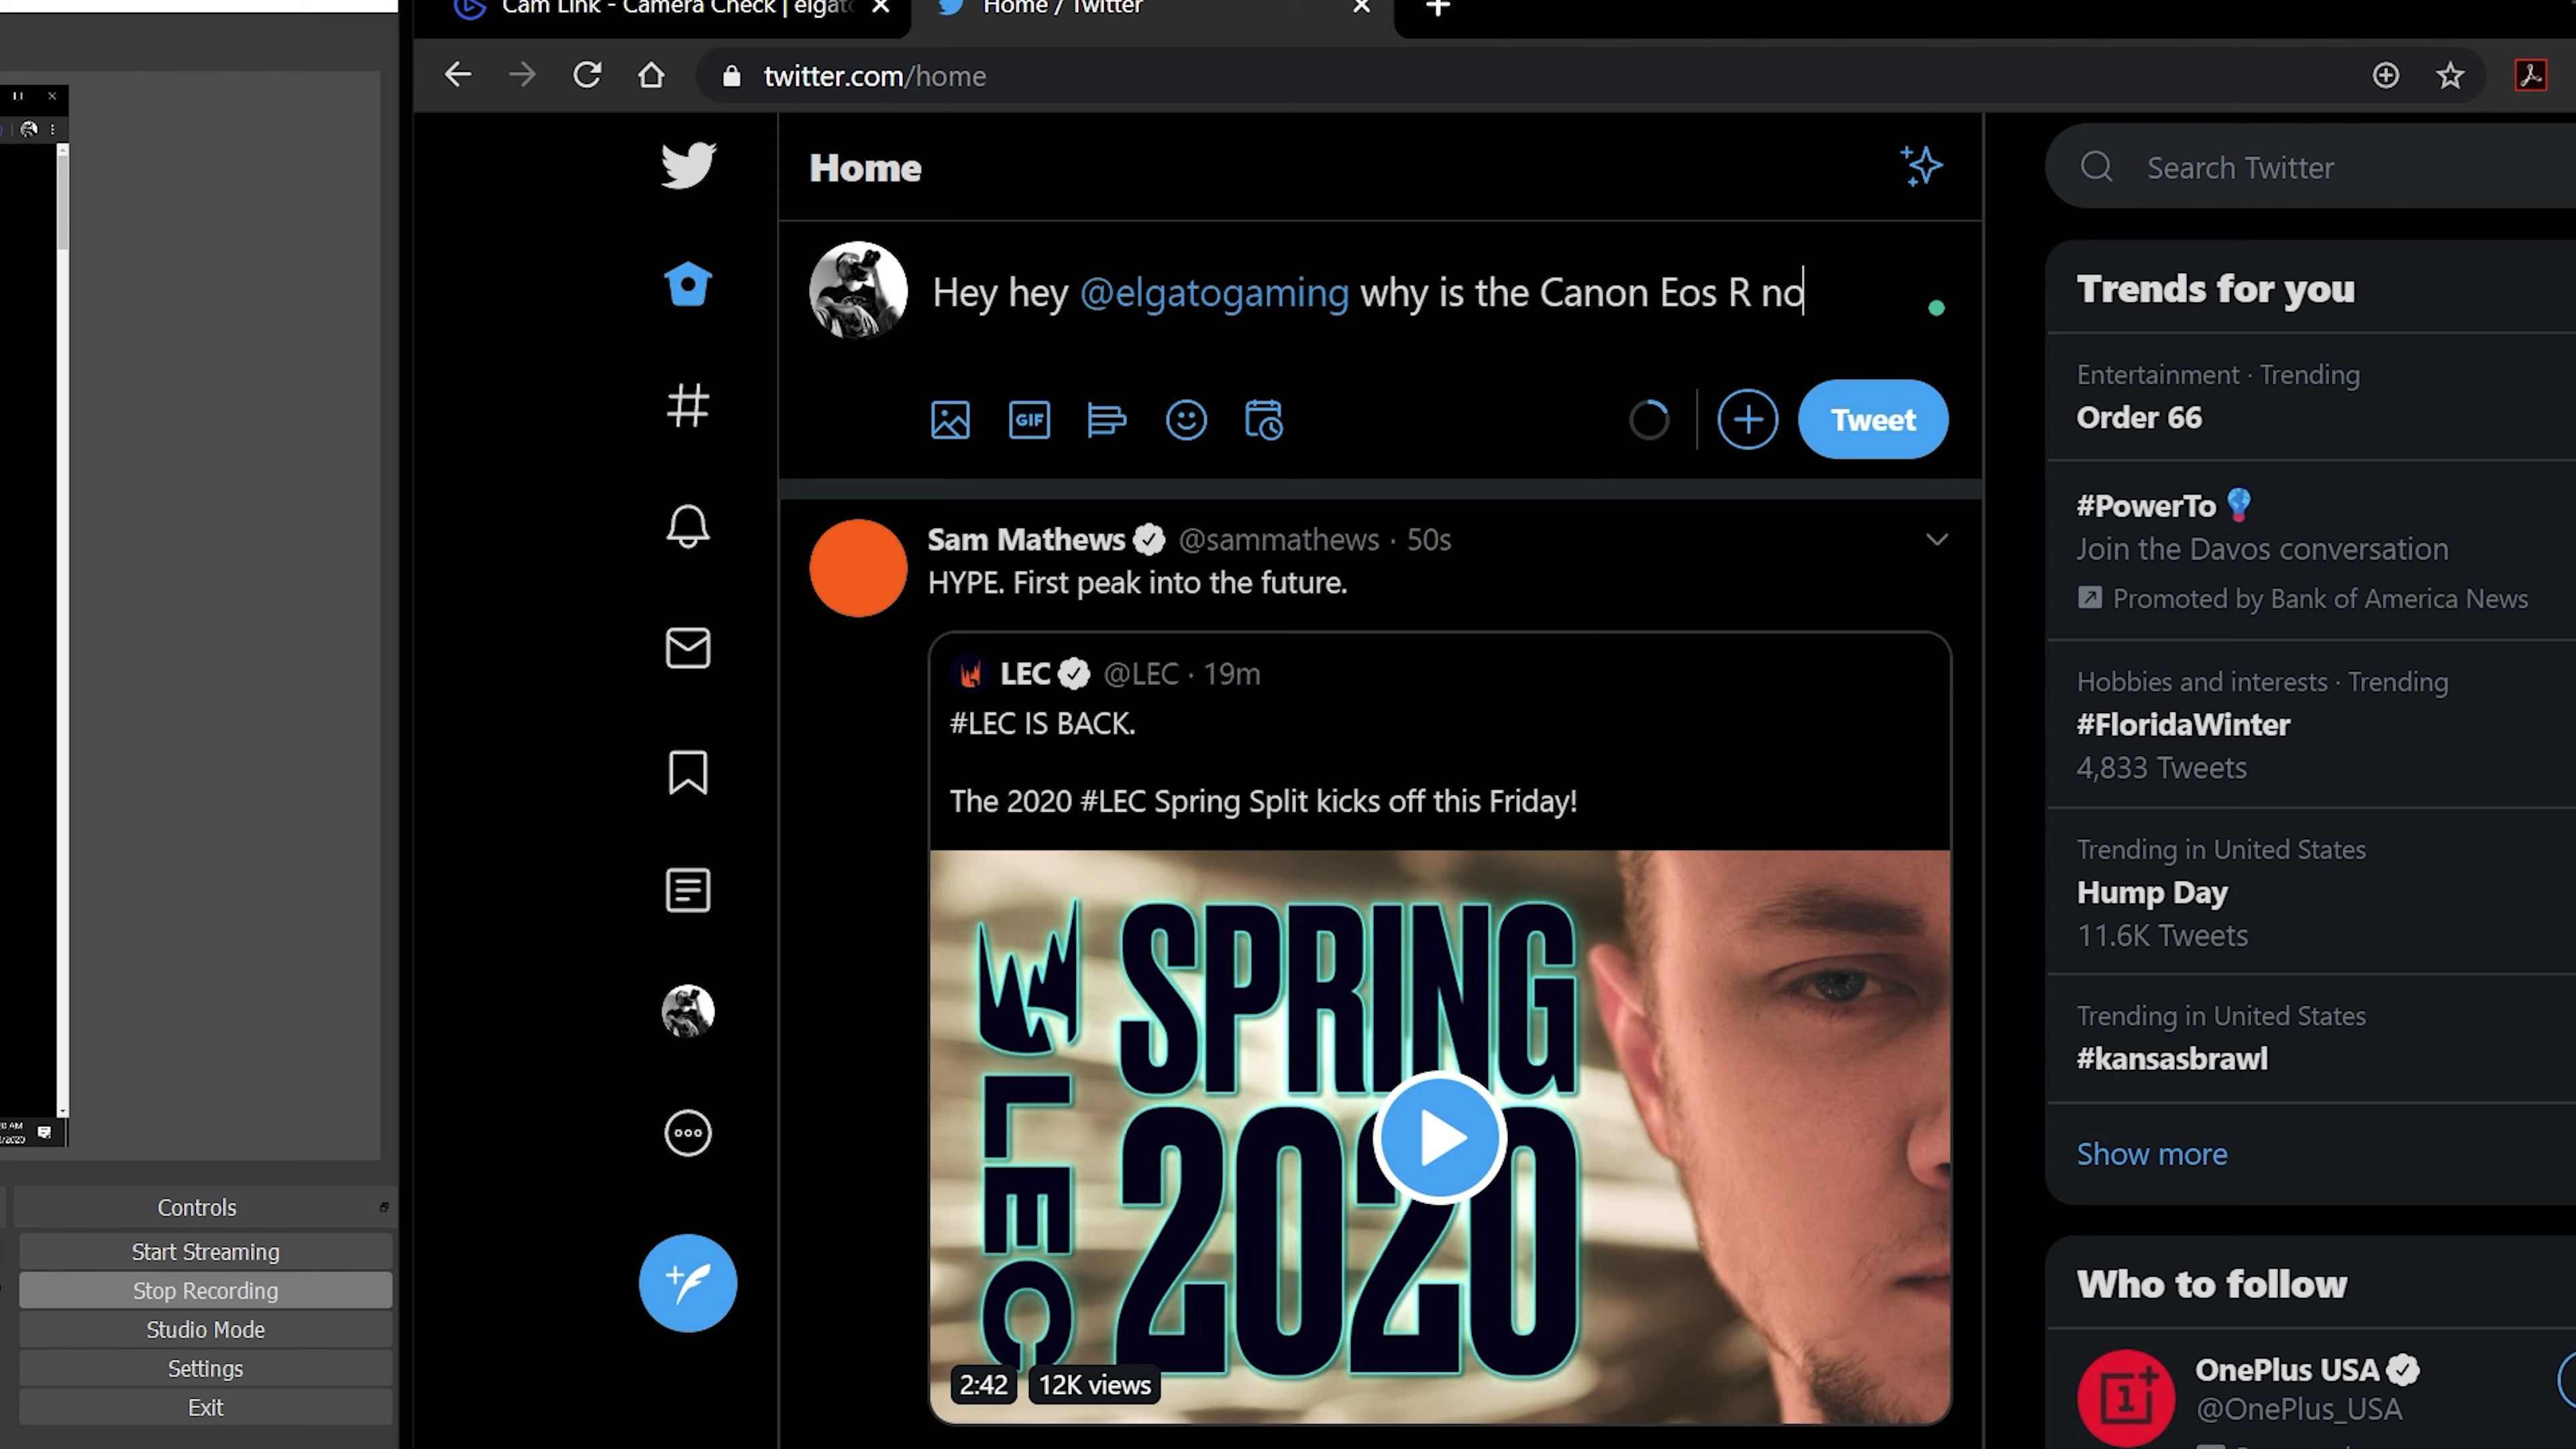 Cam Link - Camera Check | elgato
Home / Twitter
twitter.com/home
Home
Search Twitter
Hey hey @elgatogaming why is the Canon Eos R no
GIF
Tweet
Trends for you
Entertainment · Trending
Order 66
#PowerTo
Join the Davos conversation
Promoted by Bank of America News
Hobbies and interests · Trending
#FloridaWinter
4,833 Tweets
Trending in United States
Hump Day
11.6K Tweets
Trending in United States
#kansasbrawl
Show more
Who to follow
OnePlus USA
@OnePlus_USA
Sam Mathews @sammathews · 50s
HYPE. First peak into the future.
LEC @LEC · 19m
#LEC IS BACK.
The 2020 #LEC Spring Split kicks off this Friday!
LEC
SPRING
2020
2:42
12K views
Controls
Start Streaming
Stop Recording
Studio Mode
Settings
Exit